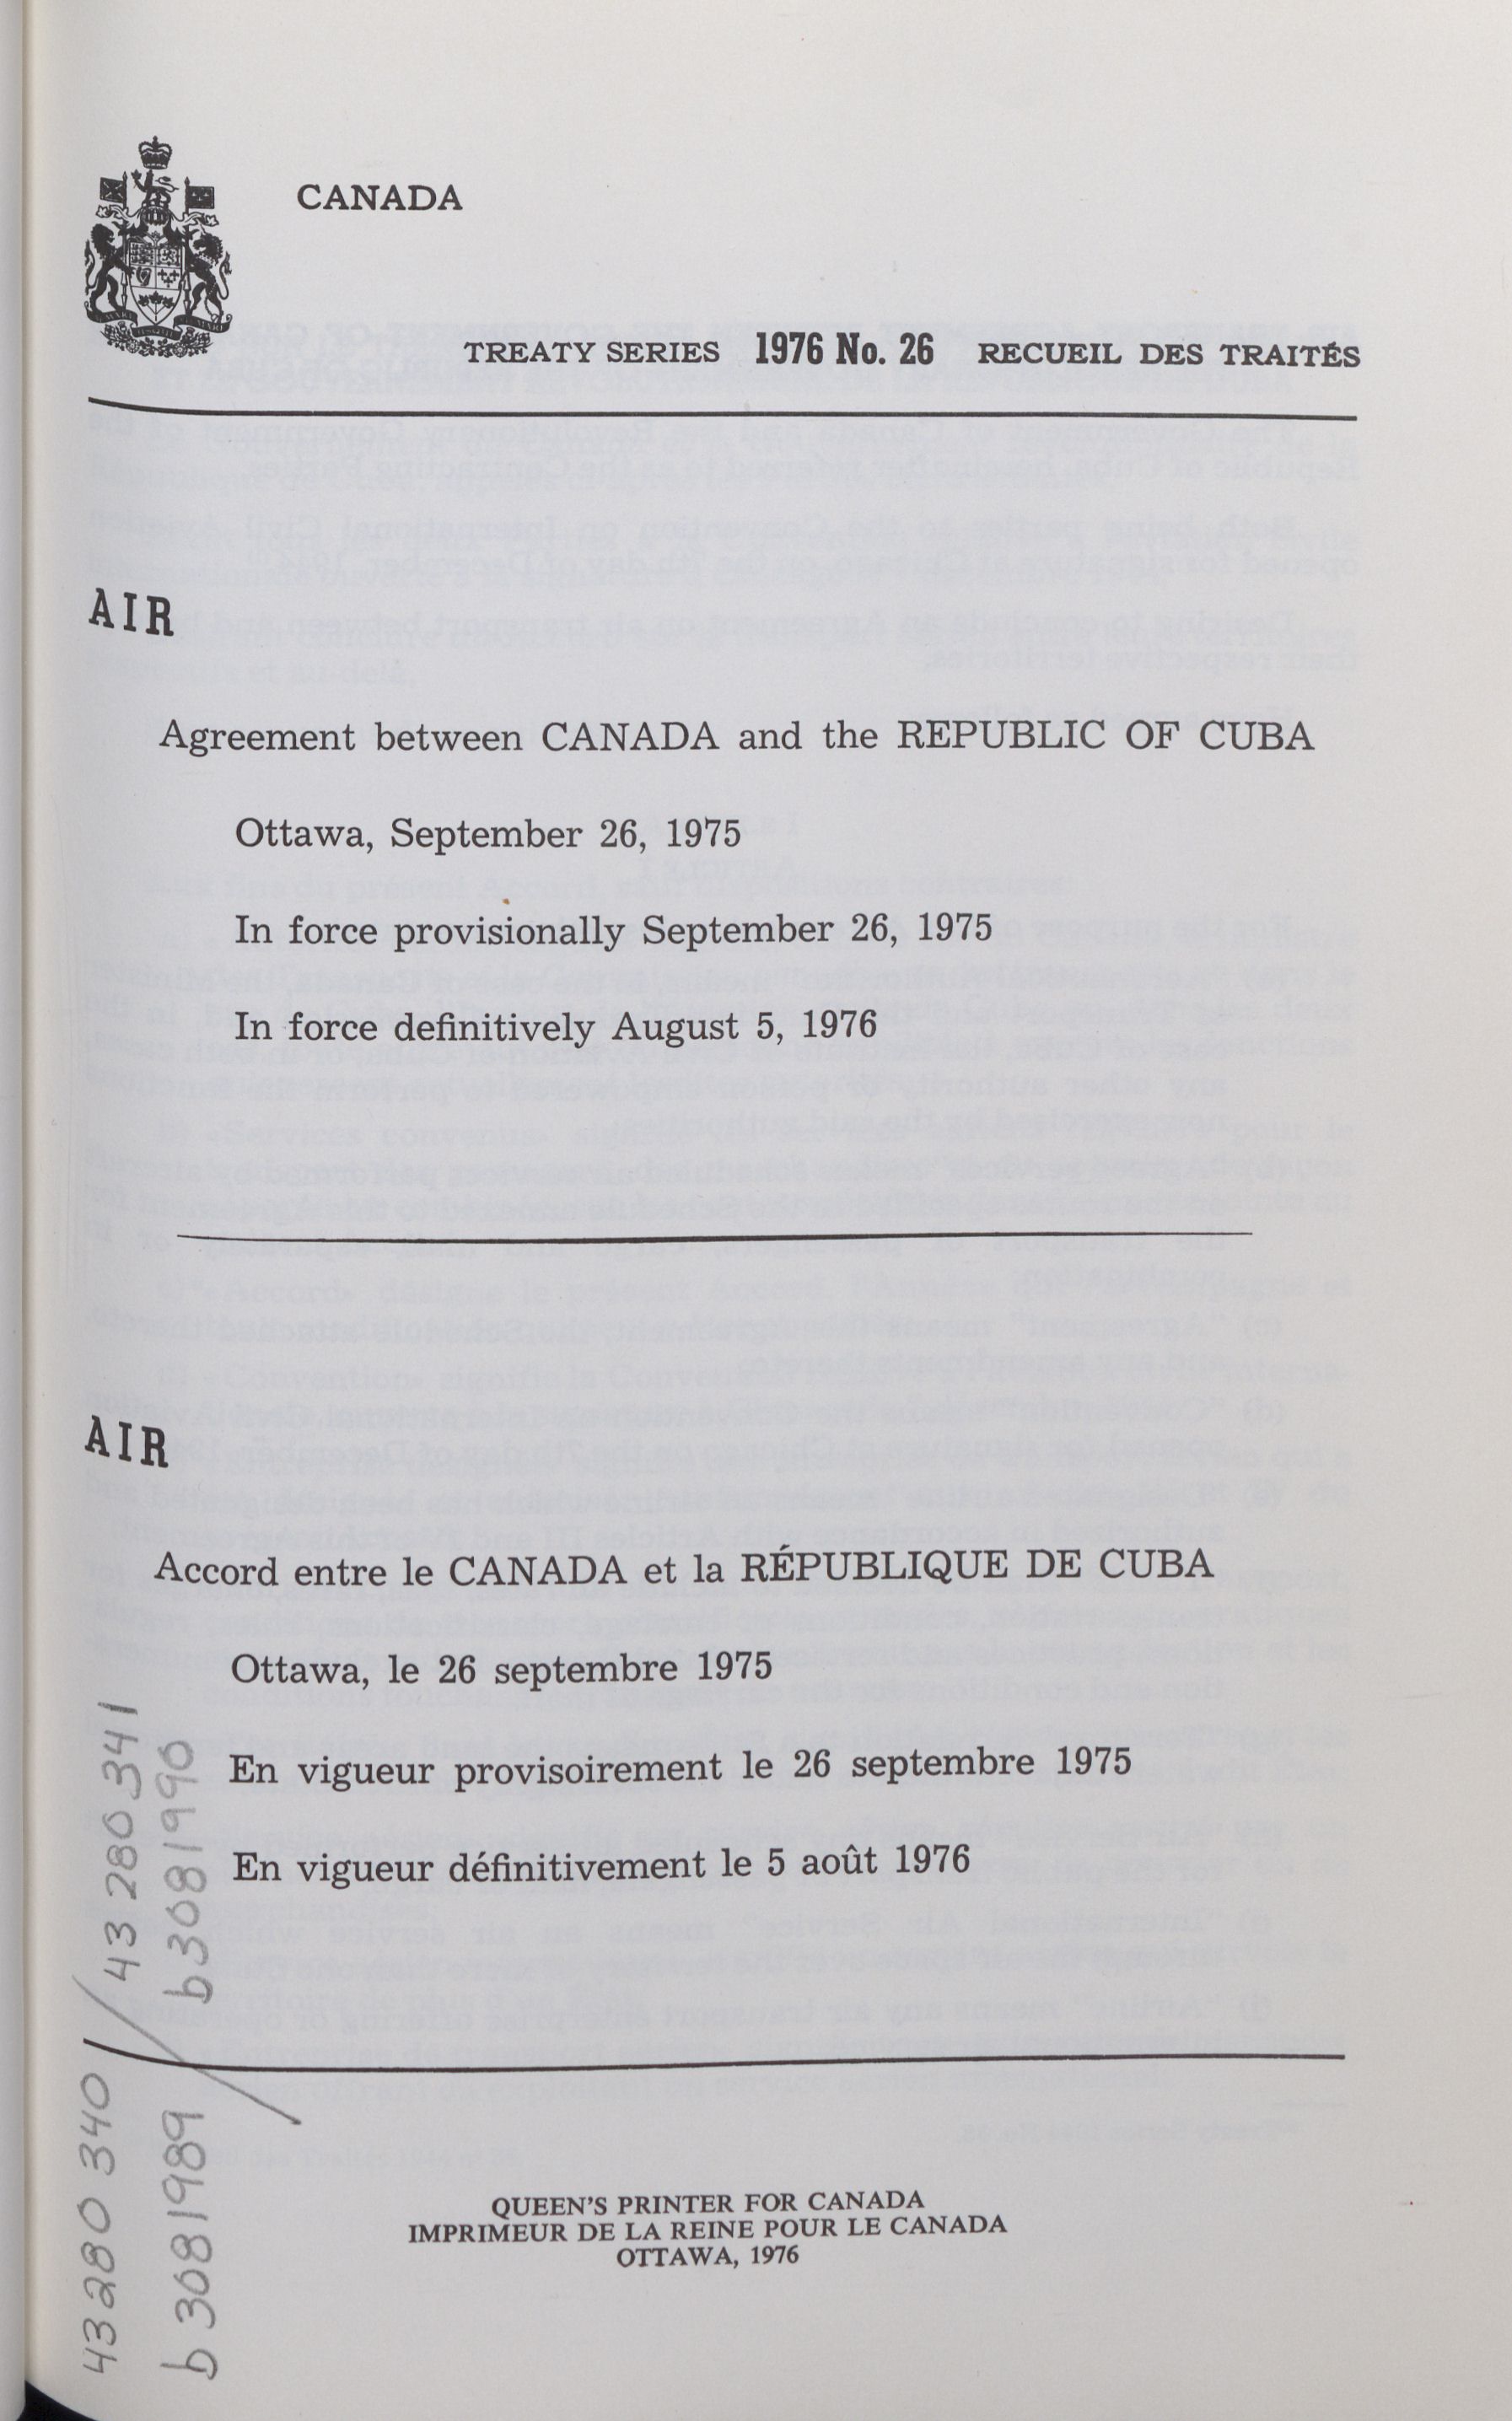 CANADA
TREATY SERIES 1976 No. 26 RECUEIL DES TRAITÉS
AIR
Agreement between CANADA and the REPUBLIC OF CUBA
Ottawa, September 26, 1975
In force provisionally September 26, 1975
In force definitively August 5, 1976
AIR
Accord entre le CANADA et la RÉPUBLIQUE DE CUBA
Ottawa, le 26 septembre 1975
En vigueur provisoirement le 26 septembre 1975
En vigueur définitivement le 5 août 1976
43280 340 / 43 280 341
b 3081989 / b3081990
QUEEN'S PRINTER FOR CANADA
IMPRIMEUR DE LA REINE POUR LE CANADA
OTTAWA, 1976